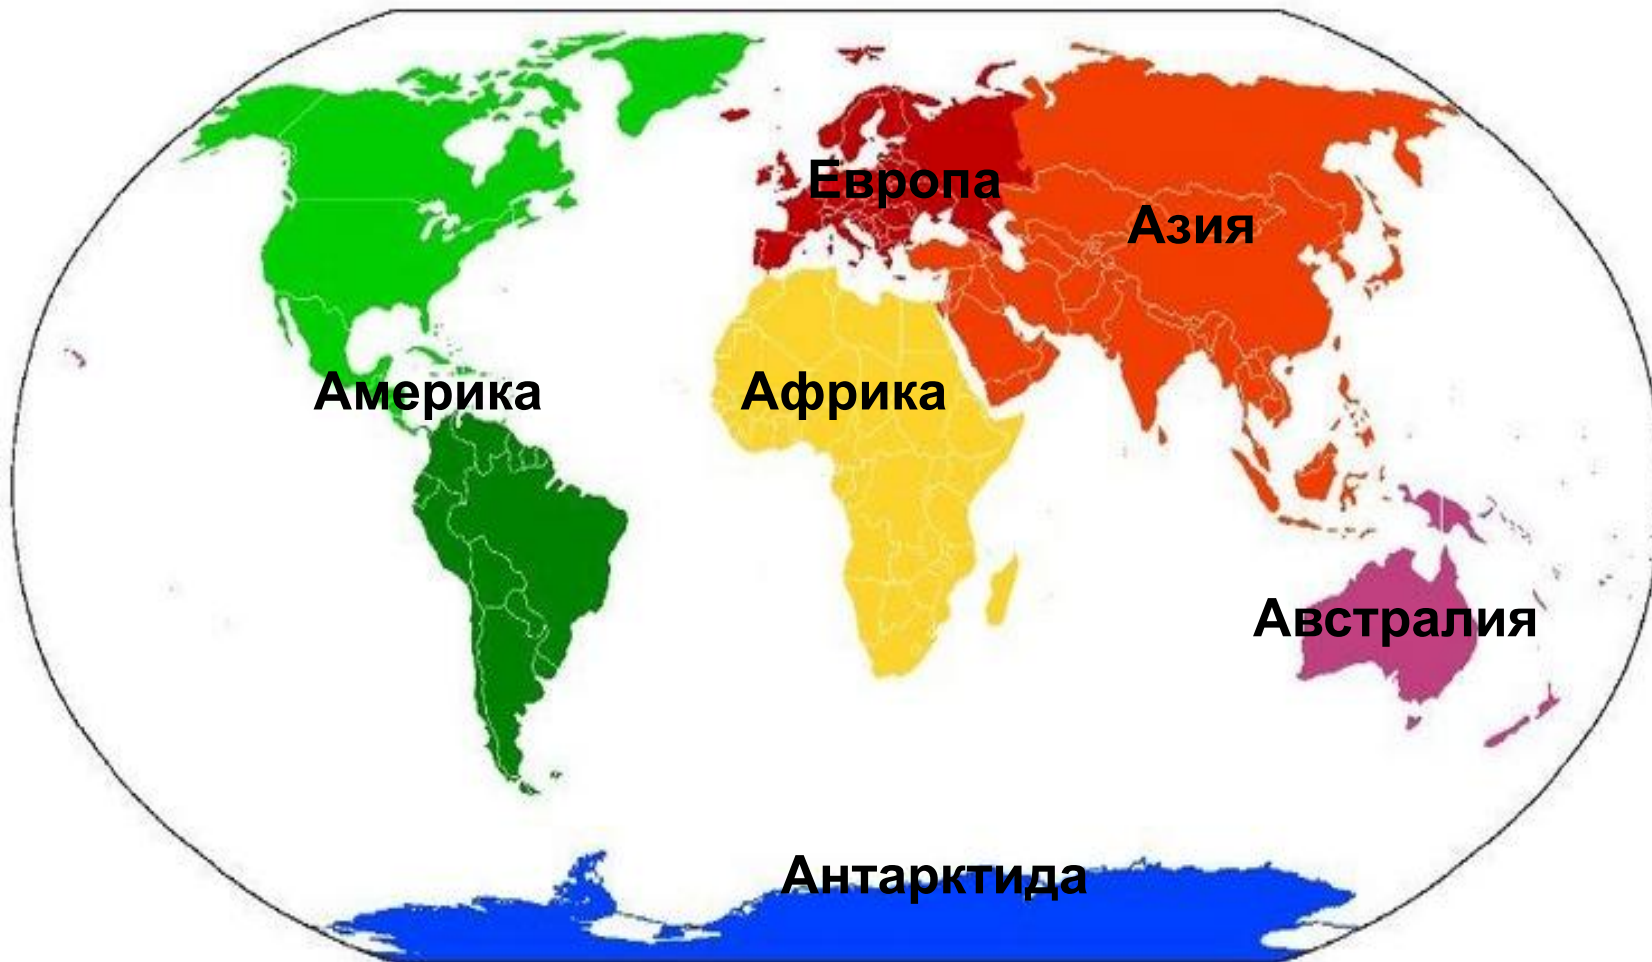 Европа
Азия
Америка
Африка
Австралия
Антарктида